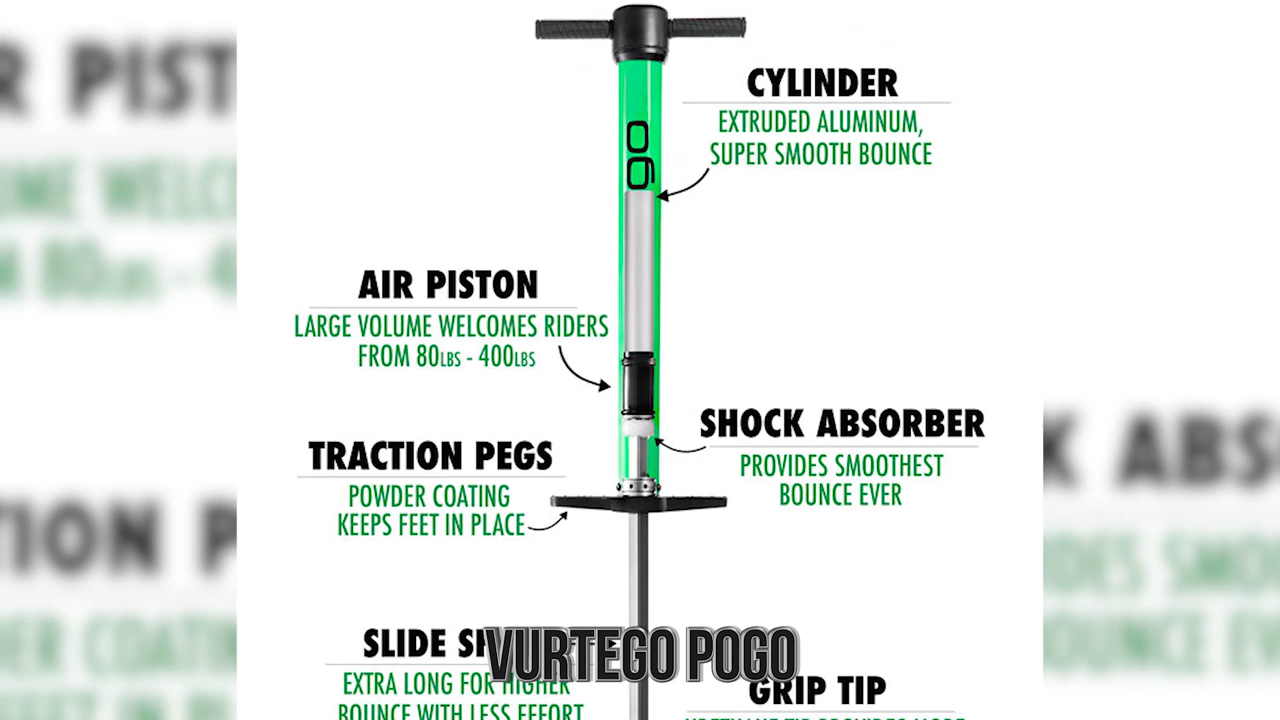 CYLINDER
EXTRUDED ALUMINUM,
SUPER SMOOTH BOUNCE
OGO
AIR PISTON
LARGE VOLUME WELCOMES RIDERS
FROM 80LBS - 400LBS
SHOCK ABSORBER
PROVIDES SMOOTHEST
BOUNCE EVER
TRACTION PEGS
POWDER COATING
KEEPS FEET IN PLACE
SLIDE
VURTEGO POGO
EXTRA LONG FOR HIGHER
BOUNCE WITH LESS EFFORT
GRIP TIP